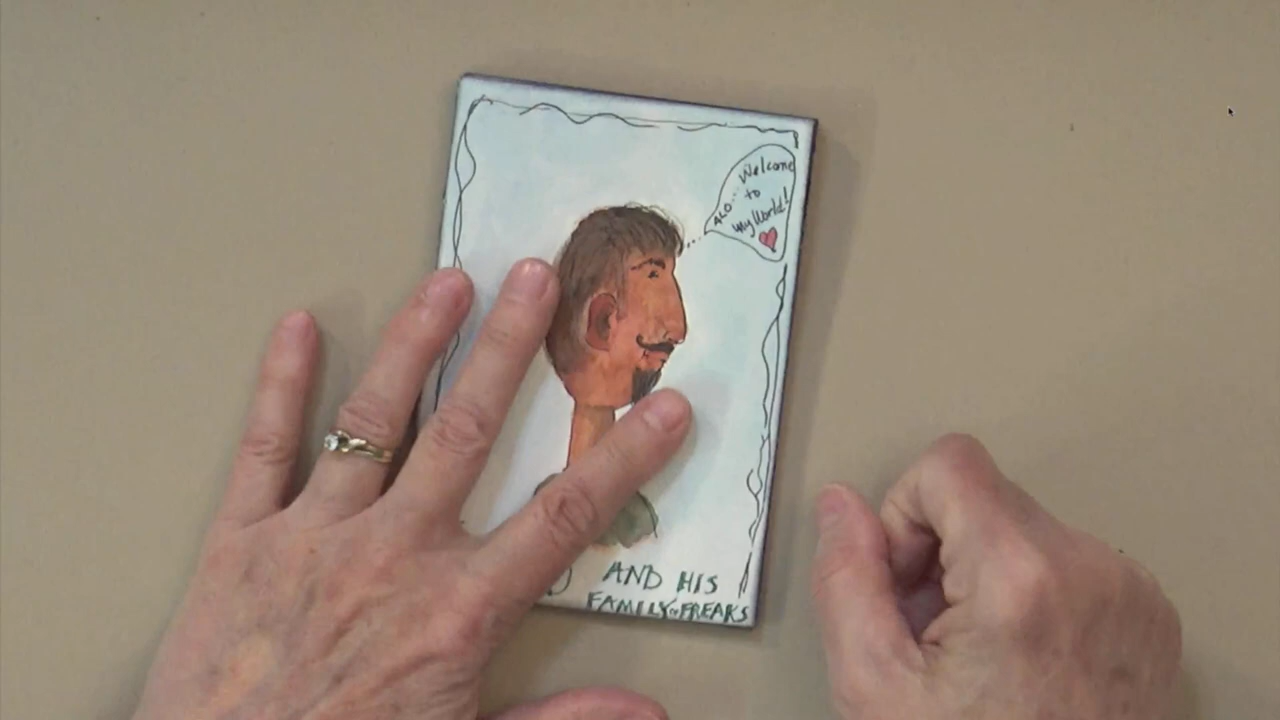 ALO... Welcome
to
my World!
AND HIS
FAMILY OF FREAKS